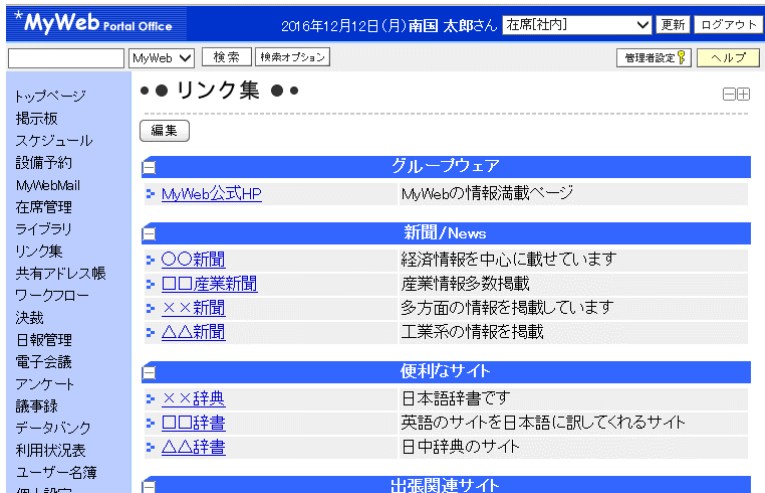 *MyWeb Portal Office 2016年12月12日(月)南国 太郎さん 在席[社内] 更新 ログアウト
MyWeb 検索 検索オプション 管理者設定 ヘルプ
トップページ
掲示板
スケジュール
設備予約
MyWebMail
在席管理
ライブラリ
リンク集
共有アドレス帳
ワークフロー
決裁
日報管理
電子会議
アンケート
議事録
データバンク
利用状況表
ユーザー名簿
個人設定
●● リンク集 ●●
編集
グループウェア
MyWeb公式HP MyWebの情報満載ページ
新聞/News
〇〇新聞 経済情報を中心に載せています
□□産業新聞 産業情報多数掲載
××新聞 多方面の情報を掲載しています
△△新聞 工業系の情報を掲載
便利なサイト
××辞典 日本語辞書です
□□辞書 英語のサイトを日本語に訳してくれるサイト
△△辞書 日中辞典のサイト
出張関連サイト